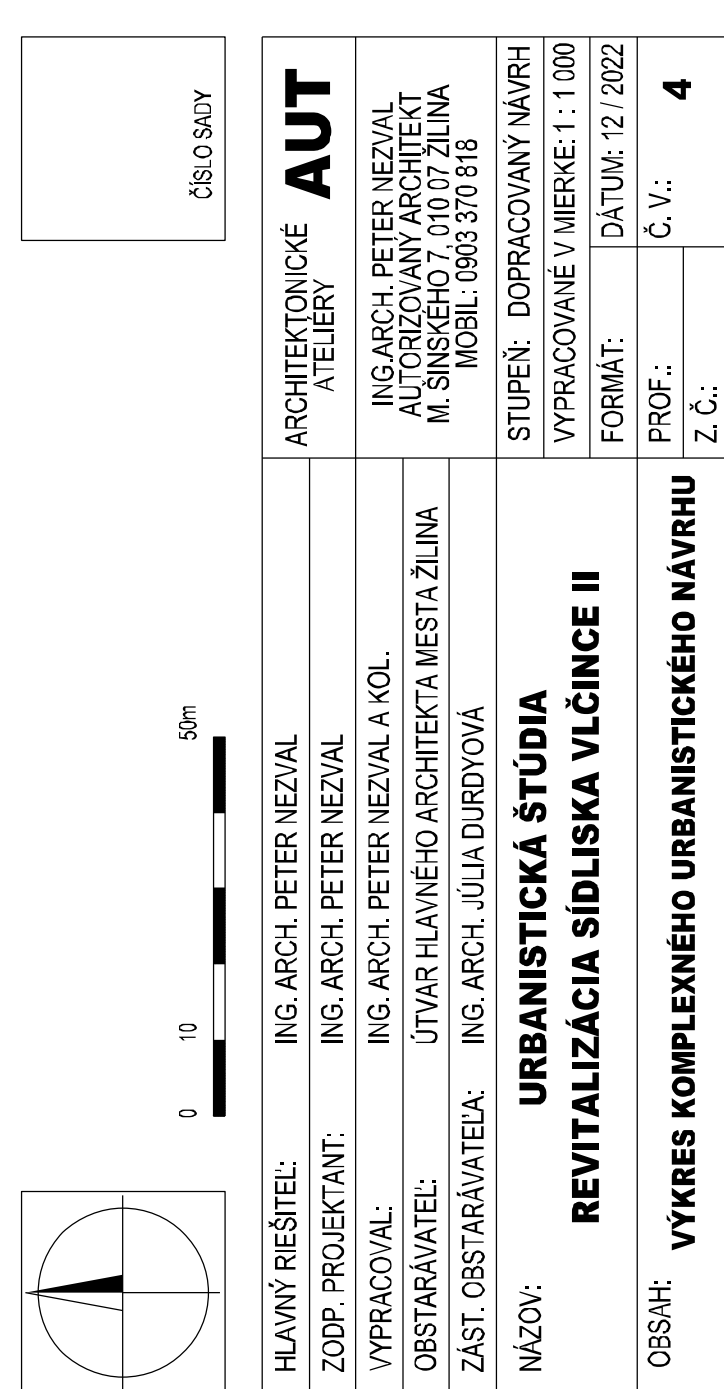 0 10 50m
ČÍSLO SADY
HLAVNÝ RIEŠITEĽ: ING. ARCH. PETER NEZVAL
ZODP. PROJEKTANT: ING. ARCH. PETER NEZVAL
ARCHITEKTONICKÉ
ATELIÉRY
AUT
VYPRACOVAL: ING. ARCH. PETER NEZVAL A KOL.
OBSTARÁVATEĽ: ÚTVAR HLAVNÉHO ARCHITEKTA MESTA ŽILINA
ZÁST. OBSTARÁVATEĽA: ING. ARCH. JÚLIA DURDYOVÁ
ING.ARCH. PETER NEZVAL
AUTORIZOVANÝ ARCHITEKT
M. ŠINSKÉHO 7, 010 07 ŽILINA
MOBIL: 0903 370 818
NÁZOV: URBANISTICKÁ ŠTÚDIA
REVITALIZÁCIA SÍDLISKA VLČINCE II
STUPEŇ: DOPRACOVANÝ NÁVRH
VYPRACOVANÉ V MIERKE: 1 : 1 000
FORMÁT: DÁTUM: 12 / 2022
OBSAH: VÝKRES KOMPLEXNÉHO URBANISTICKÉHO NÁVRHU
PROF.: Č. V.: 4
Z. Č.: